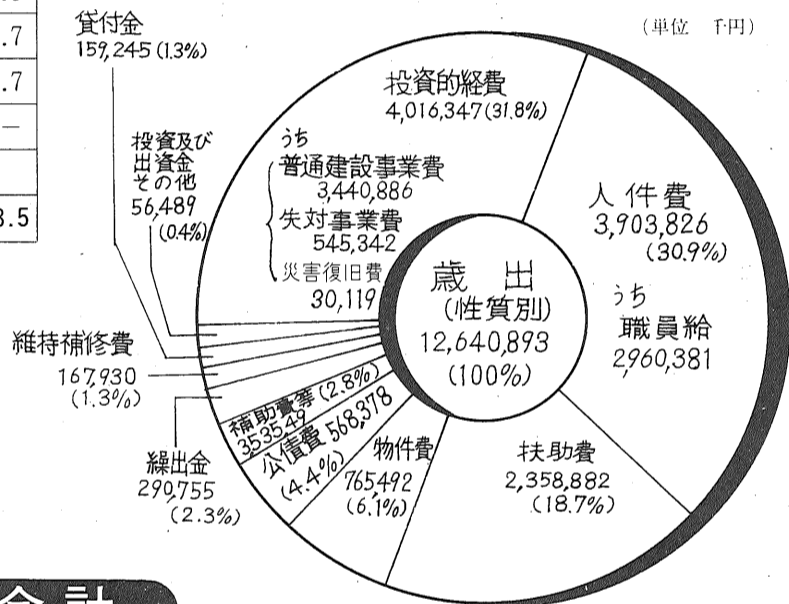 .7
.7
—
3.5
(単位 千円)
貸付金
159,245(1.3%)
投資及び
出資金
その他
56,489
(0.4%)
維持補修費
167,930
(1.3%)
繰出金
290,755
(2.3%)
補助費等(2.8%)
353,549
公債費 568,378
(4.4%)
物件費
765,492
(6.1%)
扶助費
2,358,882
(18.7%)
人件費
3,903,826
(30.9%)
うち
職員給
2,960,381
投資的経費
4,016,347(31.8%)
うち
普通建設事業費
3,440,886
失対事業費
545,342
災害復旧費
30,119
歳 出
(性質別)
12,640,893
(100%)
会計